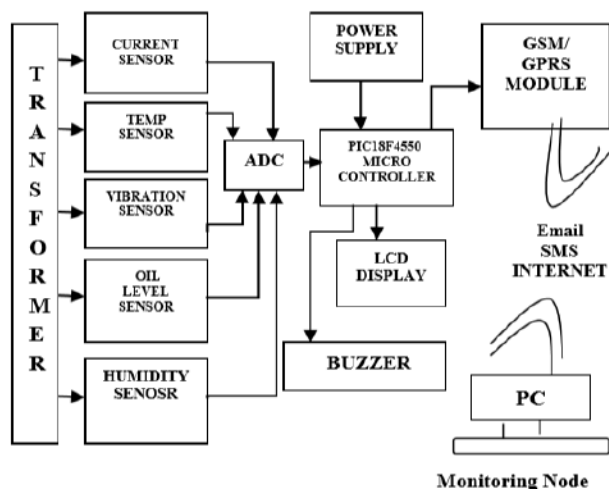 TRANSFORMER
CURRENT
SENSOR
TEMP
SENSOR
VIBRATION
SENSOR
OIL
LEVEL
SENSOR
HUMIDITY
SENOSR
ADC
POWER
SUPPLY
PIC18F4550
MICRO
CONTROLLER
LCD
DISPLAY
BUZZER
GSM/
GPRS
MODULE
Email
SMS
INTERNET
PC
Monitoring Node